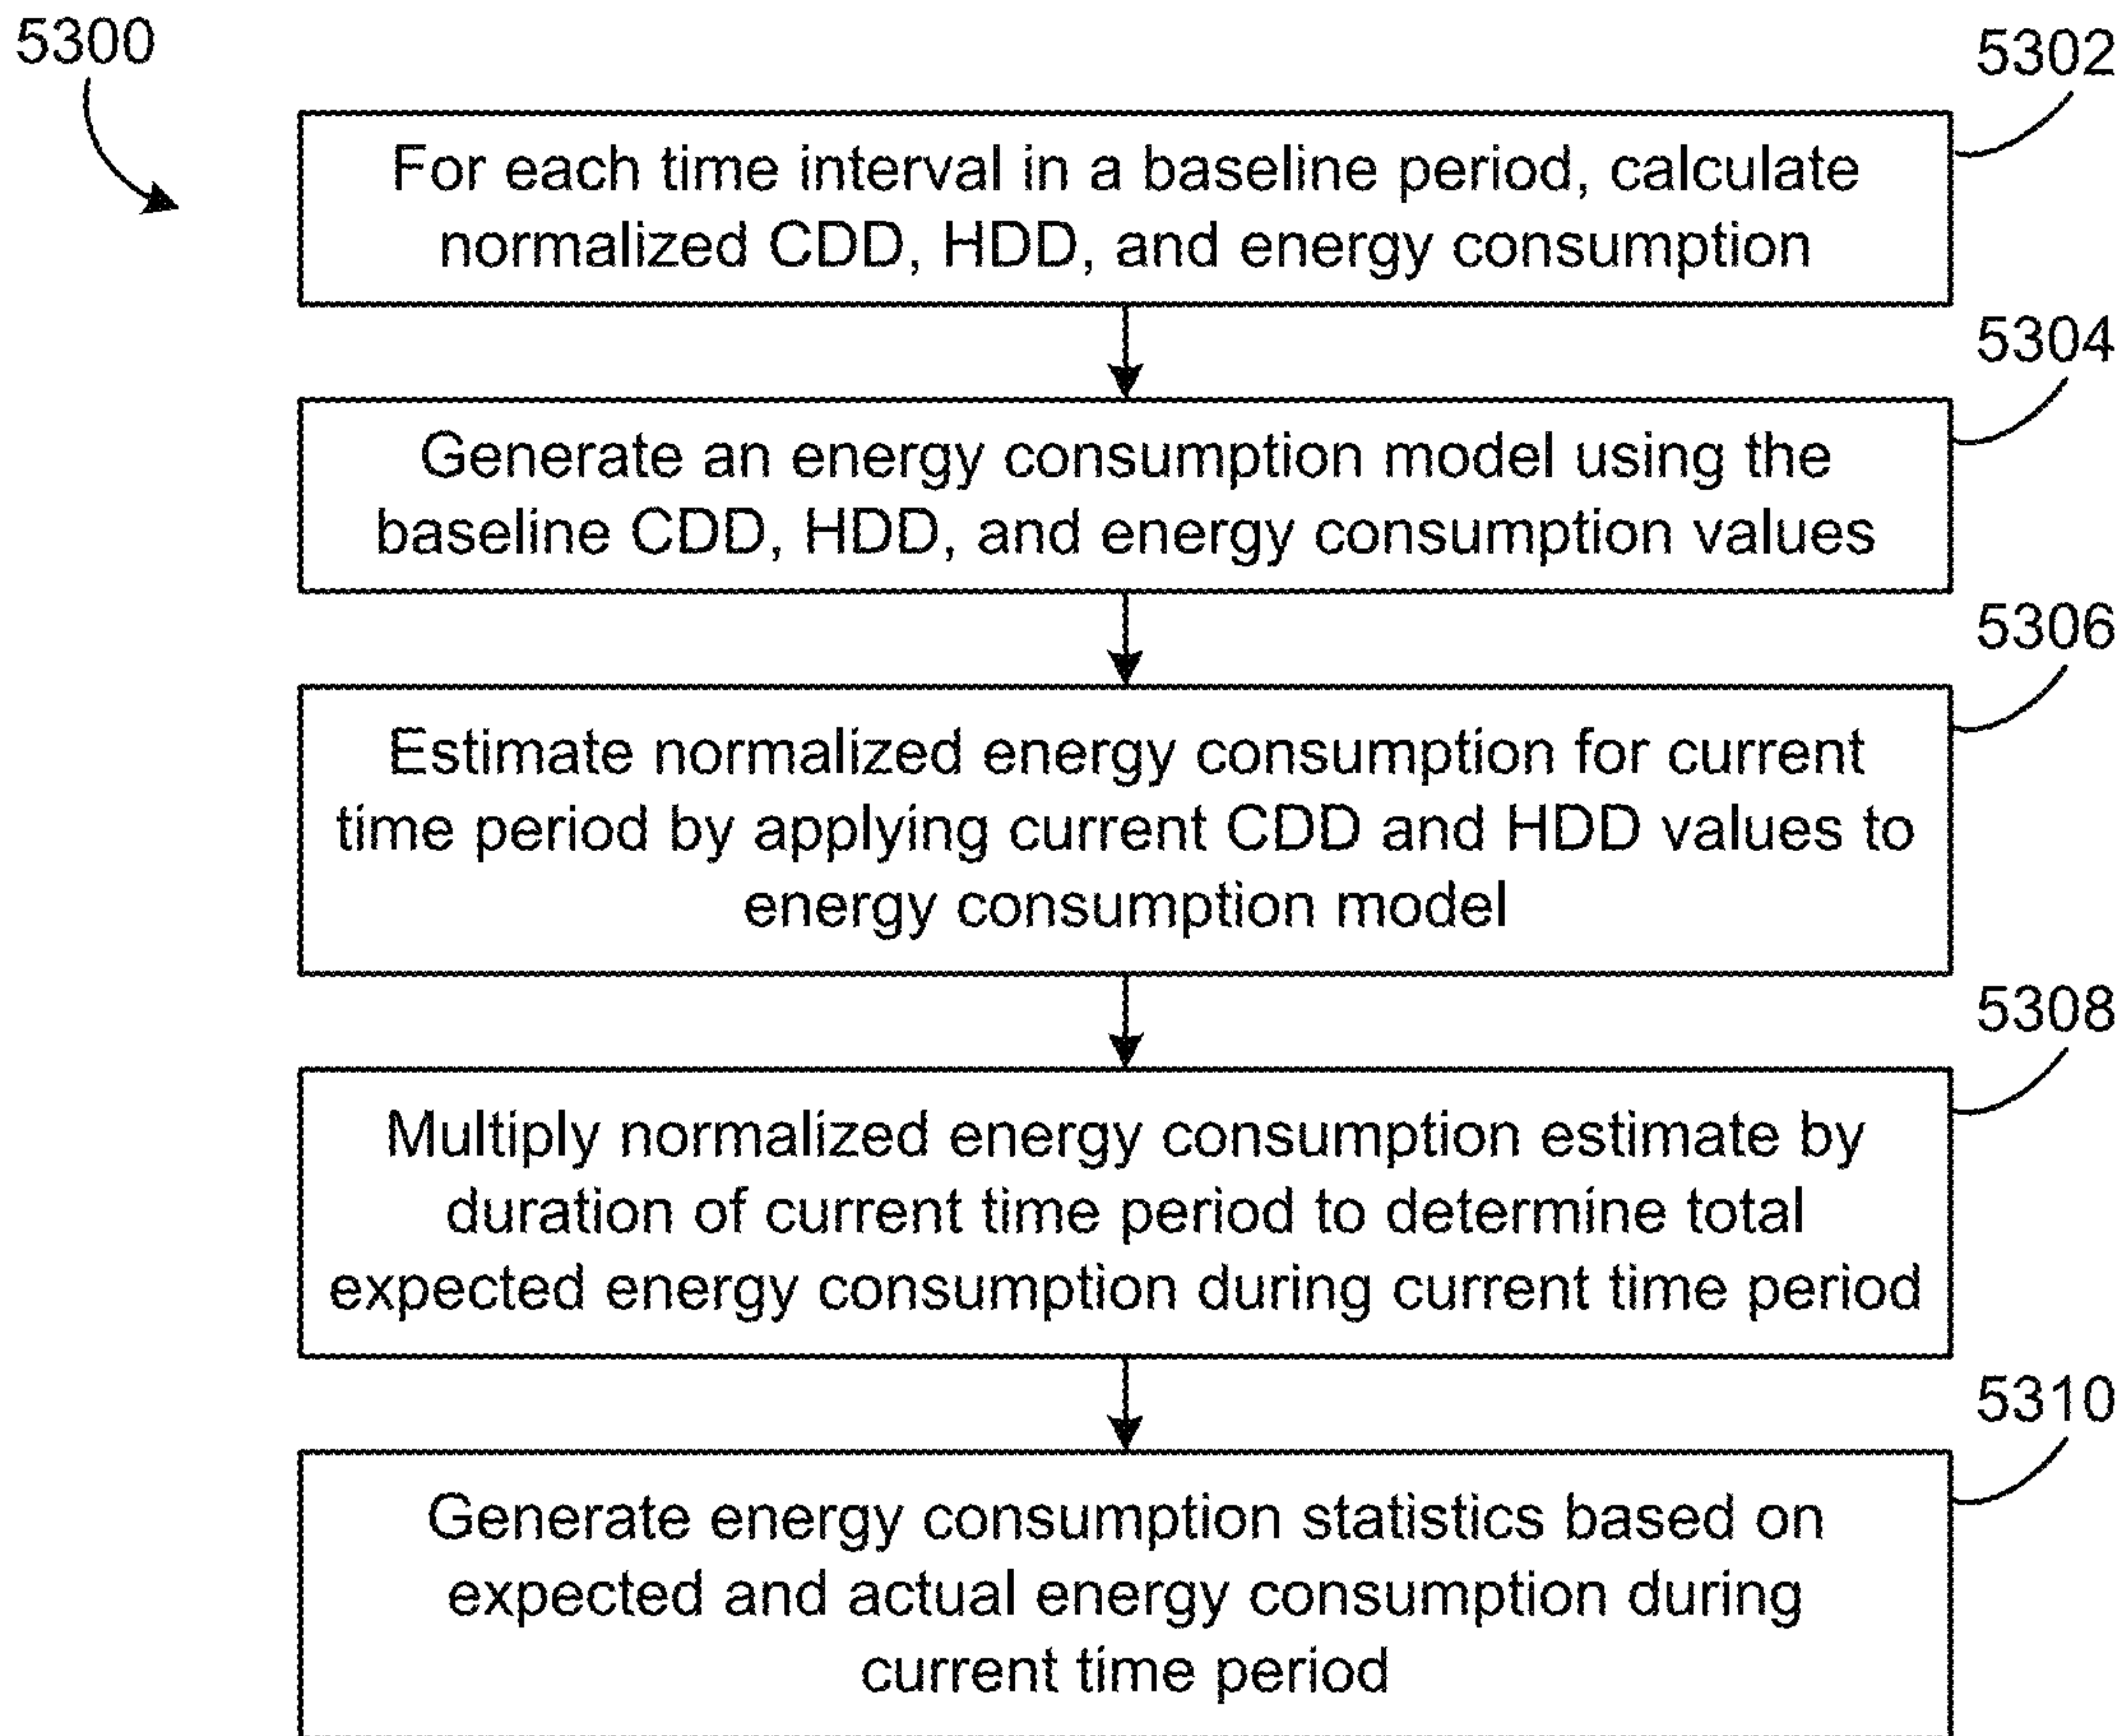 5300
5302
For each time interval in a baseline period, calculate
normalized CDD, HDD, and energy consumption
5304
Generate an energy consumption model using the
baseline CDD, HDD, and energy consumption values
5306
Estimate normalized energy consumption for current
time period by applying current CDD and HDD values to
energy consumption model
5308
Multiply normalized energy consumption estimate by
duration of current time period to determine total
expected energy consumption during current time period
5310
Generate energy consumption statistics based on
expected and actual energy consumption during
current time period